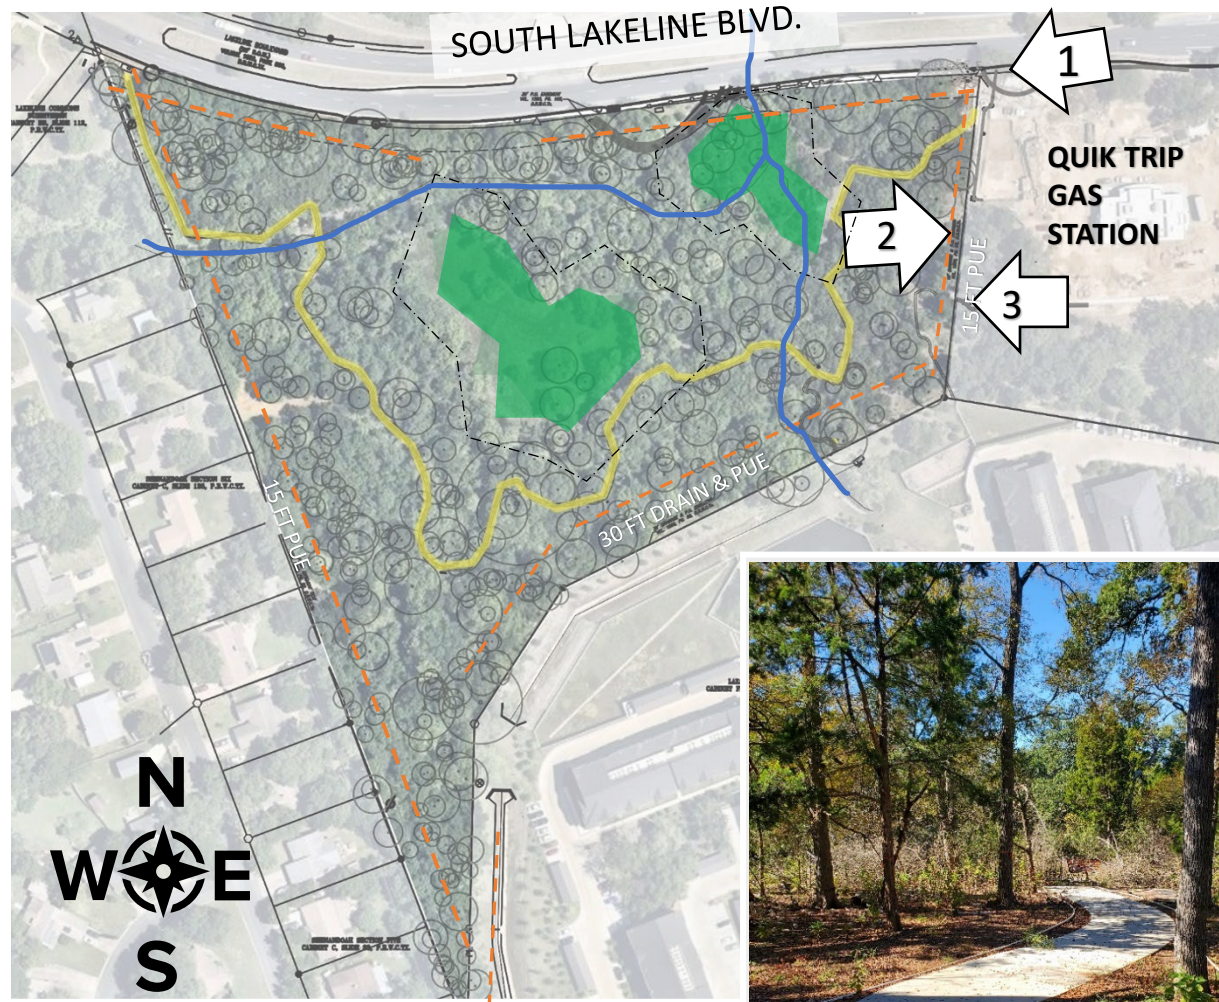 SOUTH LAKELINE BLVD.
1
QUIK TRIP
GAS
STATION
2
15 FT PUE
3
15 FT PUE
30 FT DRAIN & PUE
N
W E
S